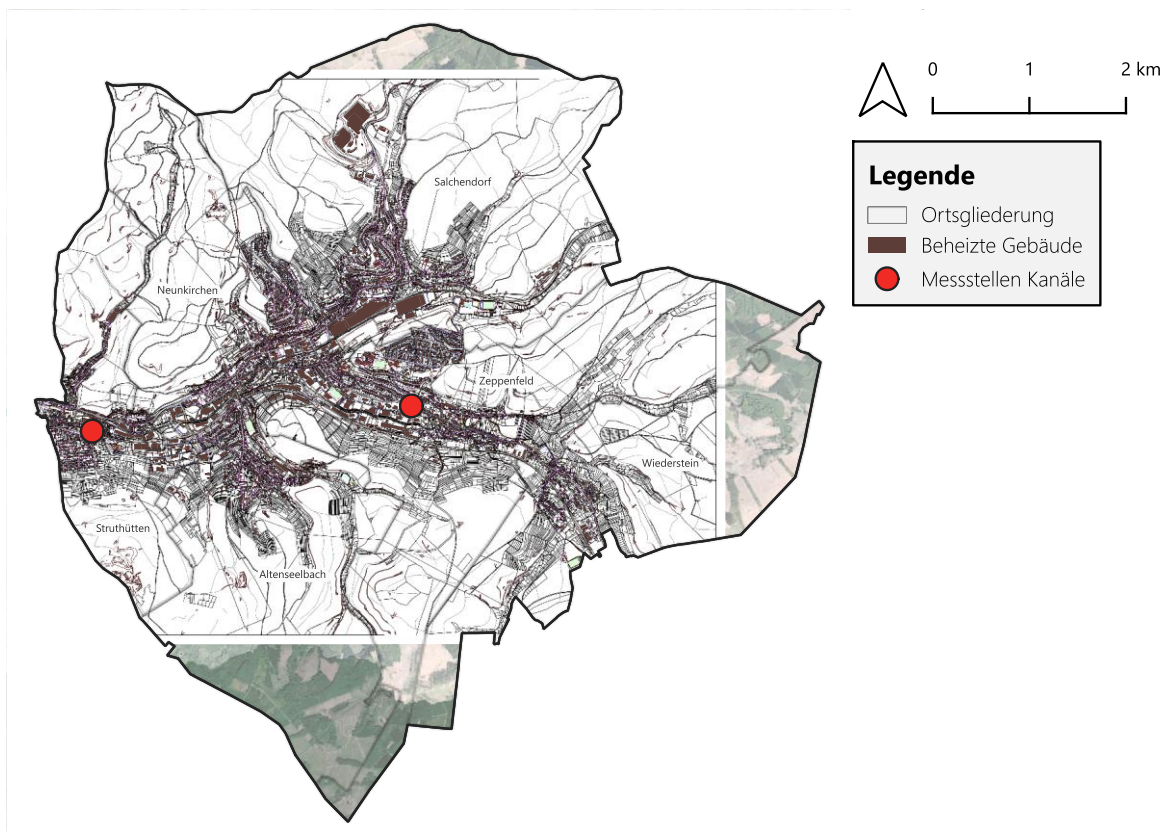 0 1 2 km
Legende
Ortsgliederung
Beheizte Gebäude
Messstellen Kanäle
Salchendorf
Neunkirchen
Zeppenfeld
Wiederstein
Struthütten
Altenseelbach